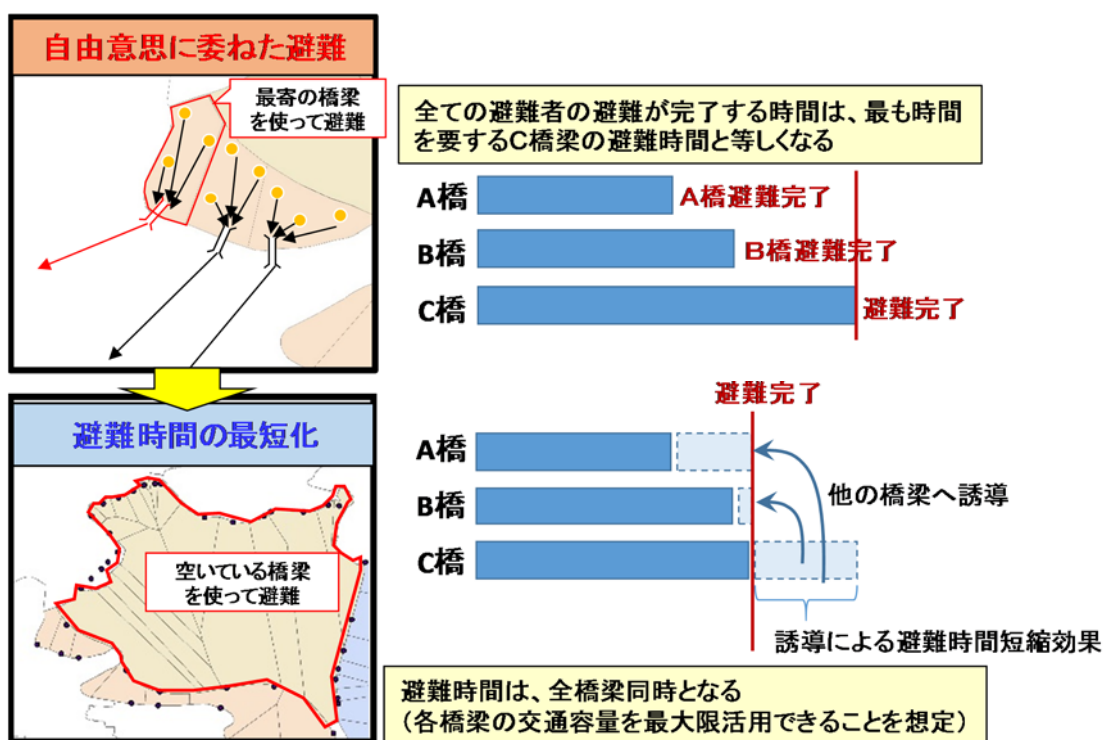 自由意思に委ねた避難
最寄の橋梁
を使って避難
全ての避難者の避難が完了する時間は、最も時間
を要するC橋梁の避難時間と等しくなる
A橋
A橋避難完了
B橋
B橋避難完了
C橋
避難完了
避難時間の最短化
空いている橋梁
を使って避難
避難完了
A橋
B橋
C橋
他の橋梁へ誘導
誘導による避難時間短縮効果
避難時間は、全橋梁同時となる
(各橋梁の交通容量を最大限活用できることを想定)